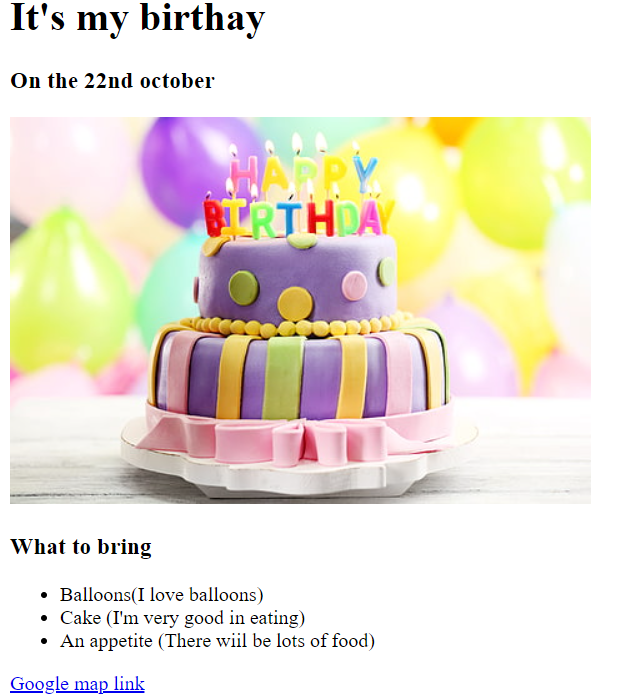 It's my birthay
On the 22nd october
HAPPY
BIRTHDAY
What to bring
Balloons(I love balloons)
Cake (I'm very good in eating)
An appetite (There wiil be lots of food)
Google map link